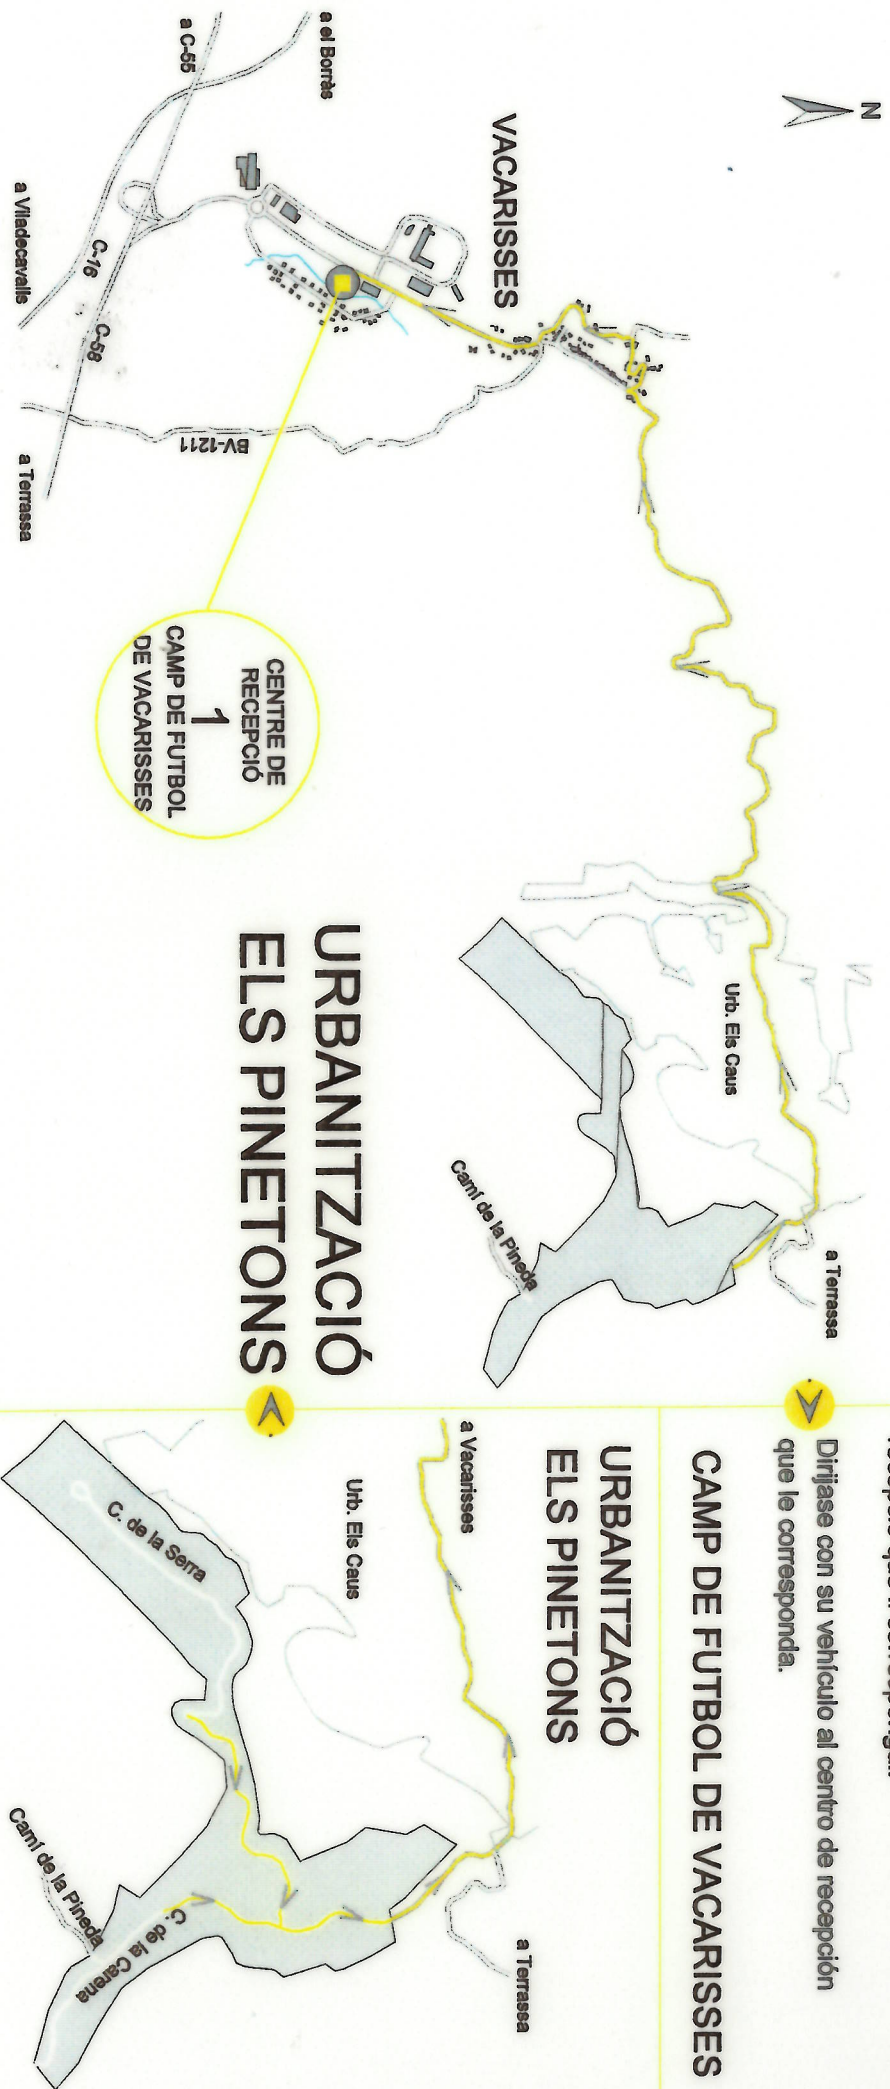 N
a el Borràs
a C-55
VACARISSES
C-16
C-58
a Viladecavalls
a Terrassa
BV-1211
CENTRE DE
RECEPCIÓ
1
CAMP DE FUTBOL
DE VACARISSES
Urb. Els Caus
Camí de la Pineda
a Terrassa
URBANITZACIÓ
ELS PINETONS
Diríjase con su vehículo al centro de recepción
que le corresponda.
CAMP DE FUTBOL DE VACARISSES
URBANITZACIÓ
ELS PINETONS
a Vacarisses
Urb. Els Caus
C. de la Serra
Camí de la Pineda
C. de la Carena
a Terrassa